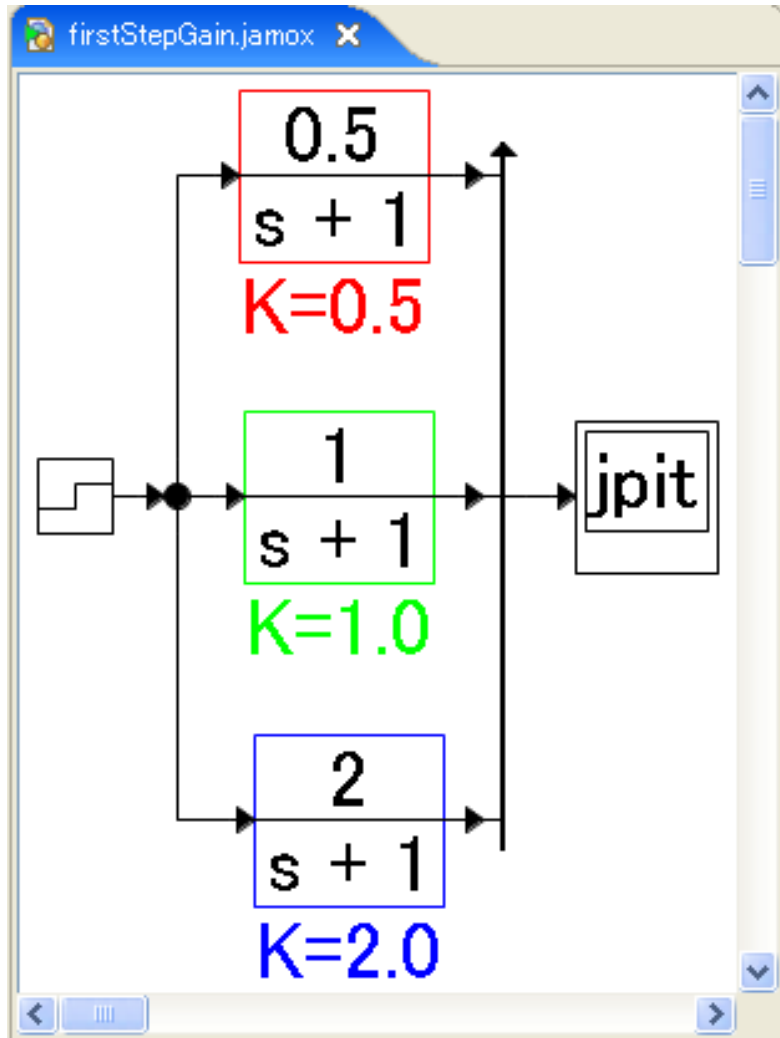 firstStepGain.jamox
0.5
s + 1
K=0.5
1
s + 1
K=1.0
jpit
2
s + 1
K=2.0